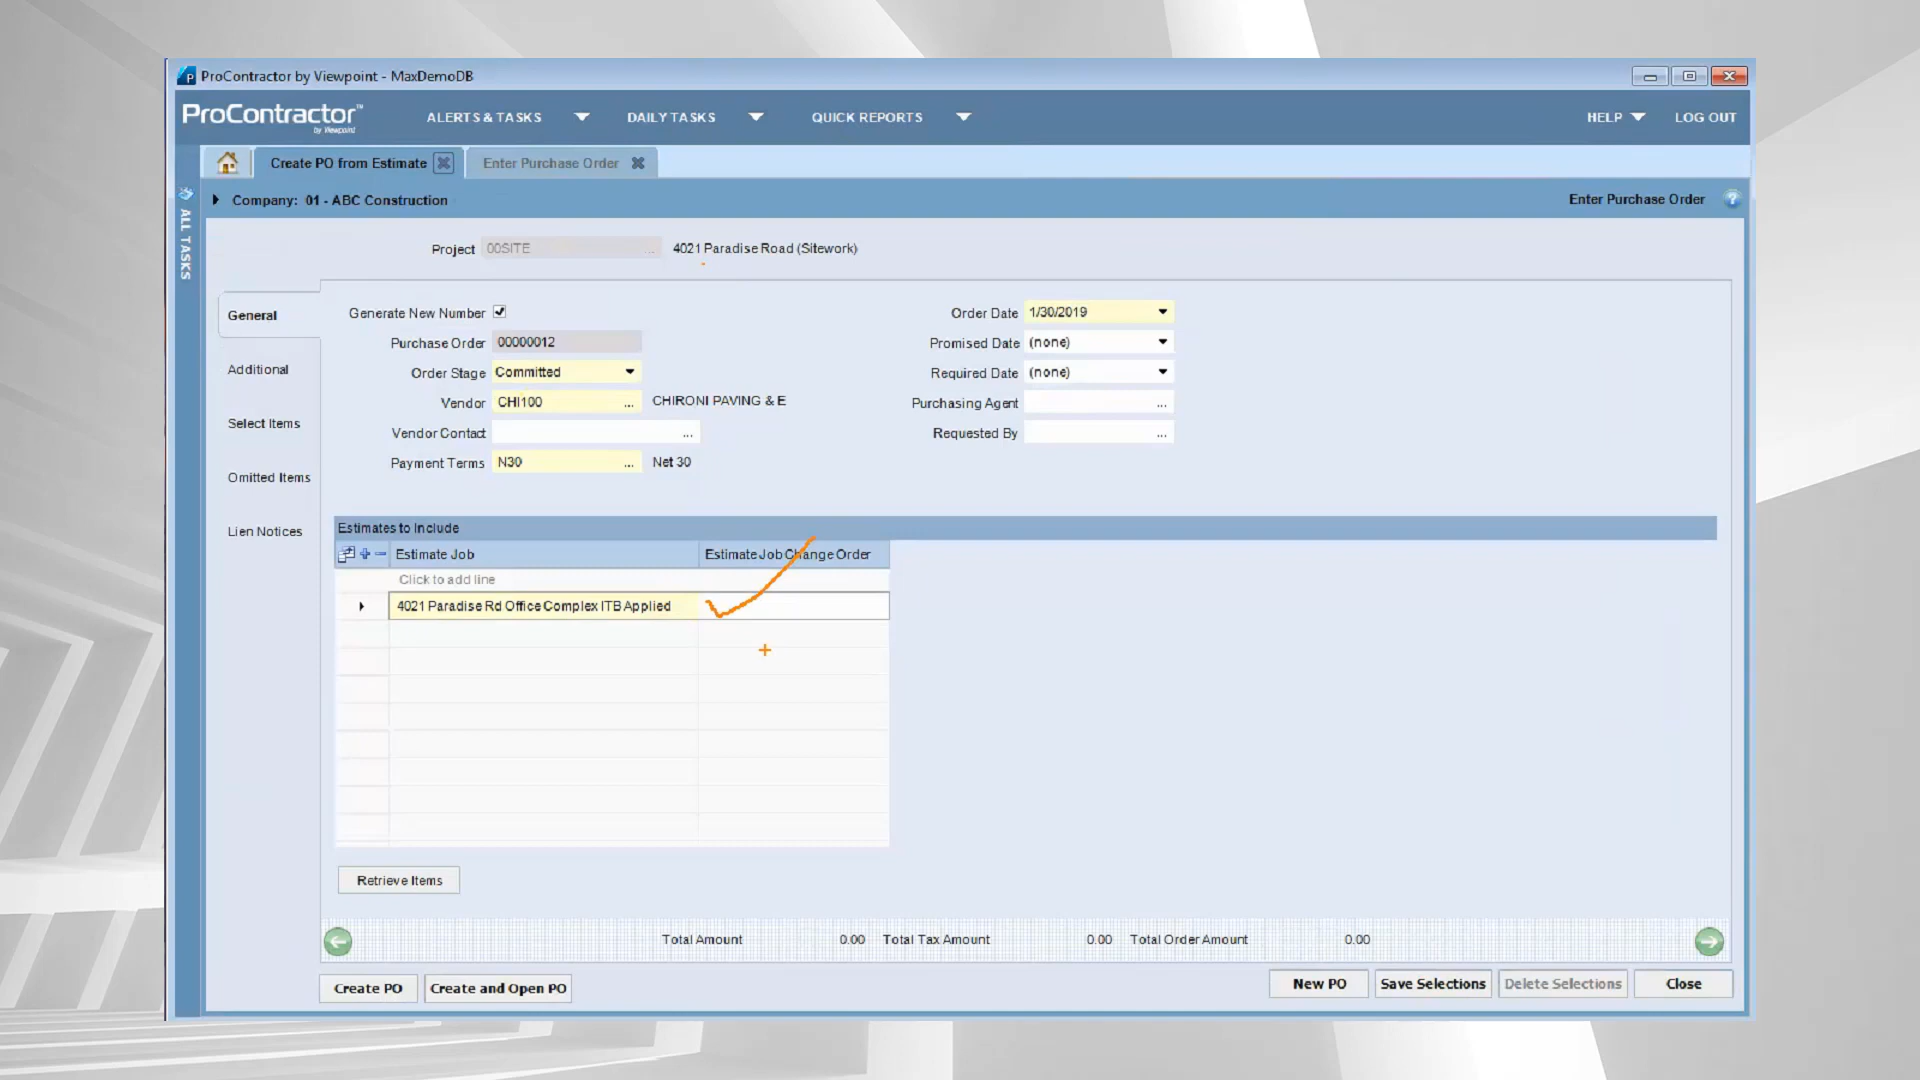 ProContractor by Viewpoint - MaxDemoDB
ProContractor™ ALERTS & TASKS DAILY TASKS QUICK REPORTS HELP LOG OUT
by Viewpoint
Create PO from Estimate Enter Purchase Order
Company: 01 - ABC Construction Enter Purchase Order ?
ALL TASKS
Project 00SITE ... 4021 Paradise Road (Sitework)
General
Additional
Select Items
Omitted Items
Lien Notices
Generate New Number
Purchase Order 00000012
Order Stage Committed
Vendor CHI100 ... CHIRONI PAVING & E
Vendor Contact ...
Payment Terms N30 ... Net 30
Order Date 1/30/2019
Promised Date (none)
Required Date (none)
Purchasing Agent ...
Requested By ...
Estimates to Include
Estimate Job Estimate Job Change Order
Click to add line
4021 Paradise Rd Office Complex ITB Applied
Retrieve Items
Total Amount 0.00 Total Tax Amount 0.00 Total Order Amount 0.00
Create PO Create and Open PO New PO Save Selections Delete Selections Close